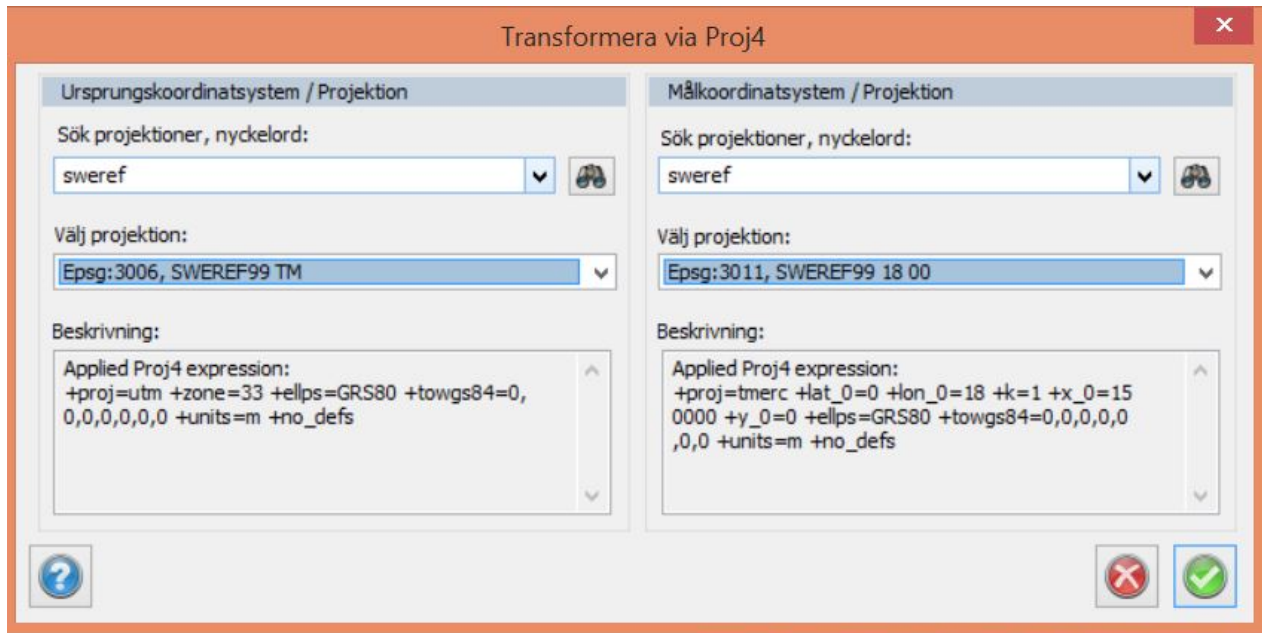 Transformera via Proj4
Ursprungskoordinatsystem / Projektion
Sök projektioner, nyckelord:
sweref
Välj projektion:
Epsg:3006, SWEREF99 TM
Beskrivning:
Applied Proj4 expression:
+proj=utm +zone=33 +ellps=GRS80 +towgs84=0,
0,0,0,0,0,0 +units=m +no_defs
Målkoordinatsystem / Projektion
Sök projektioner, nyckelord:
sweref
Välj projektion:
Epsg:3011, SWEREF99 18 00
Beskrivning:
Applied Proj4 expression:
+proj=tmerc +lat_0=0 +lon_0=18 +k=1 +x_0=15
0000 +y_0=0 +ellps=GRS80 +towgs84=0,0,0,0,0
,0,0 +units=m +no_defs